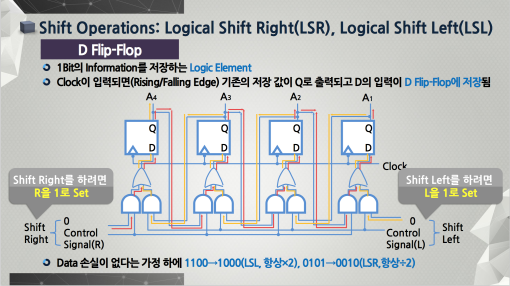 Shift Operations: Logical Shift Right(LSR), Logical Shift Left(LSL)
D Flip-Flop
1Bit의 Information를 저장하는 Logic Element
Clock이 입력되면(Rising/Falling Edge) 기존의 저장 값이 Q로 출력되고 D의 입력이 D Flip-Flop에 저장됨
A4 A3 A2 A1
Q Q Q Q
D D D D
Clock
Shift Right를 하려면
R을 1로 Set
Shift Left를 하려면
L을 1로 Set
Shift
Right
0
Control
Signal(R)
0
Control
Signal(L)
Shift
Left
Data 손실이 없다는 가정 하에 1100→1000(LSL, 항상×2), 0101→0010(LSR,항상÷2)